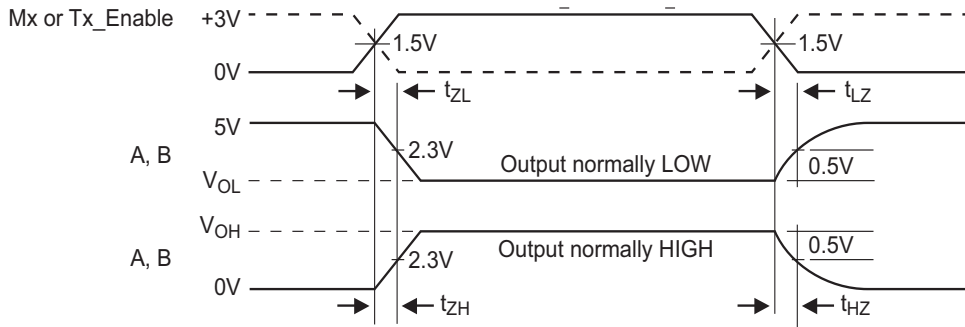 Mx or Tx_Enable
+3V
0V
1.5V
1.5V
tZL
tLZ
5V
A, B
VOL
2.3V
Output normally LOW
0.5V
VOH
A, B
0V
2.3V
Output normally HIGH
0.5V
tZH
tHZ